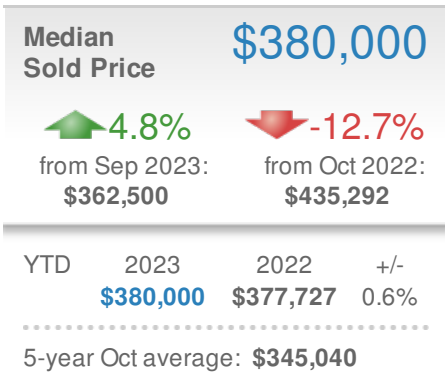 Median Sold Price $380,000
4.8% -12.7%
from Sep 2023: from Oct 2022:
$362,500 $435,292
YTD 2023 2022 +/-
$380,000 $377,727 0.6%
5-year Oct average: $345,040